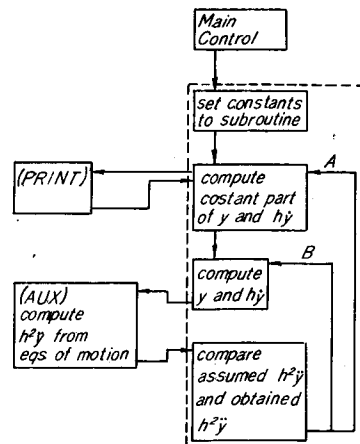 Main
Control
set constants
to subroutine
A
(PRINT)
compute
costant part
of y and hẏ
B
compute
y and hẏ
(AUX)
compute
h²ÿ from
eqs of motion
compare
assumed h²ÿ
and obtained
h²ÿ